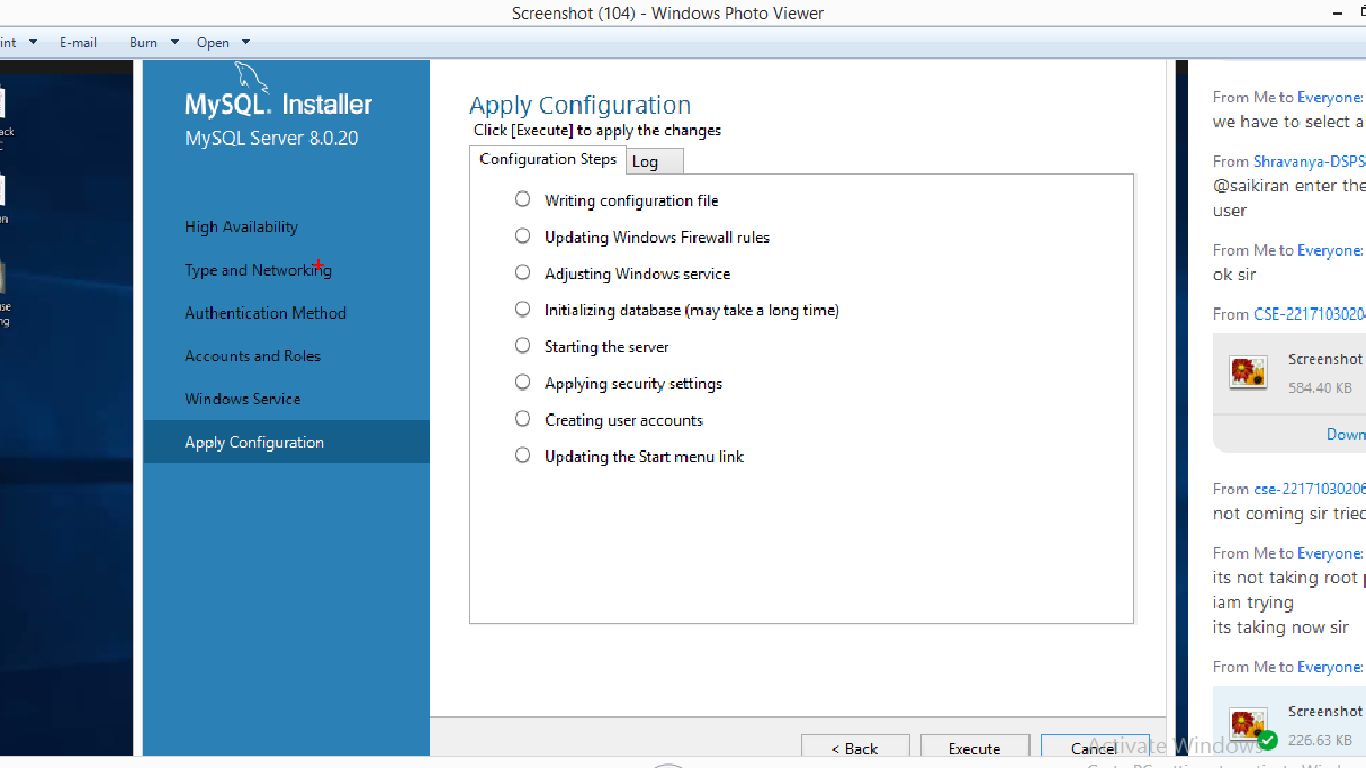 Screenshot (104) - Windows Photo Viewer
E-mail Burn Open
MySQL. Installer
MySQL Server 8.0.20
High Availability
Type and Networking
Authentication Method
Accounts and Roles
Windows Service
Apply Configuration
Apply Configuration
Click [Execute] to apply the changes
Configuration Steps Log
Writing configuration file
Updating Windows Firewall rules
Adjusting Windows service
Initializing database (may take a long time)
Starting the server
Applying security settings
Creating user accounts
Updating the Start menu link
< Back Execute Cancel
From Me to Everyone:
we have to select a
From Shravanya-DSPS
@saikiran enter the
user
From Me to Everyone:
ok sir
From CSE-2217103020
Screenshot
584.40 KB
Down
From cse-22171030206
not coming sir tried
From Me to Everyone:
its not taking root
iam trying
its taking now sir
From Me to Everyone:
Screenshot
226.63 KB
Activate Windows